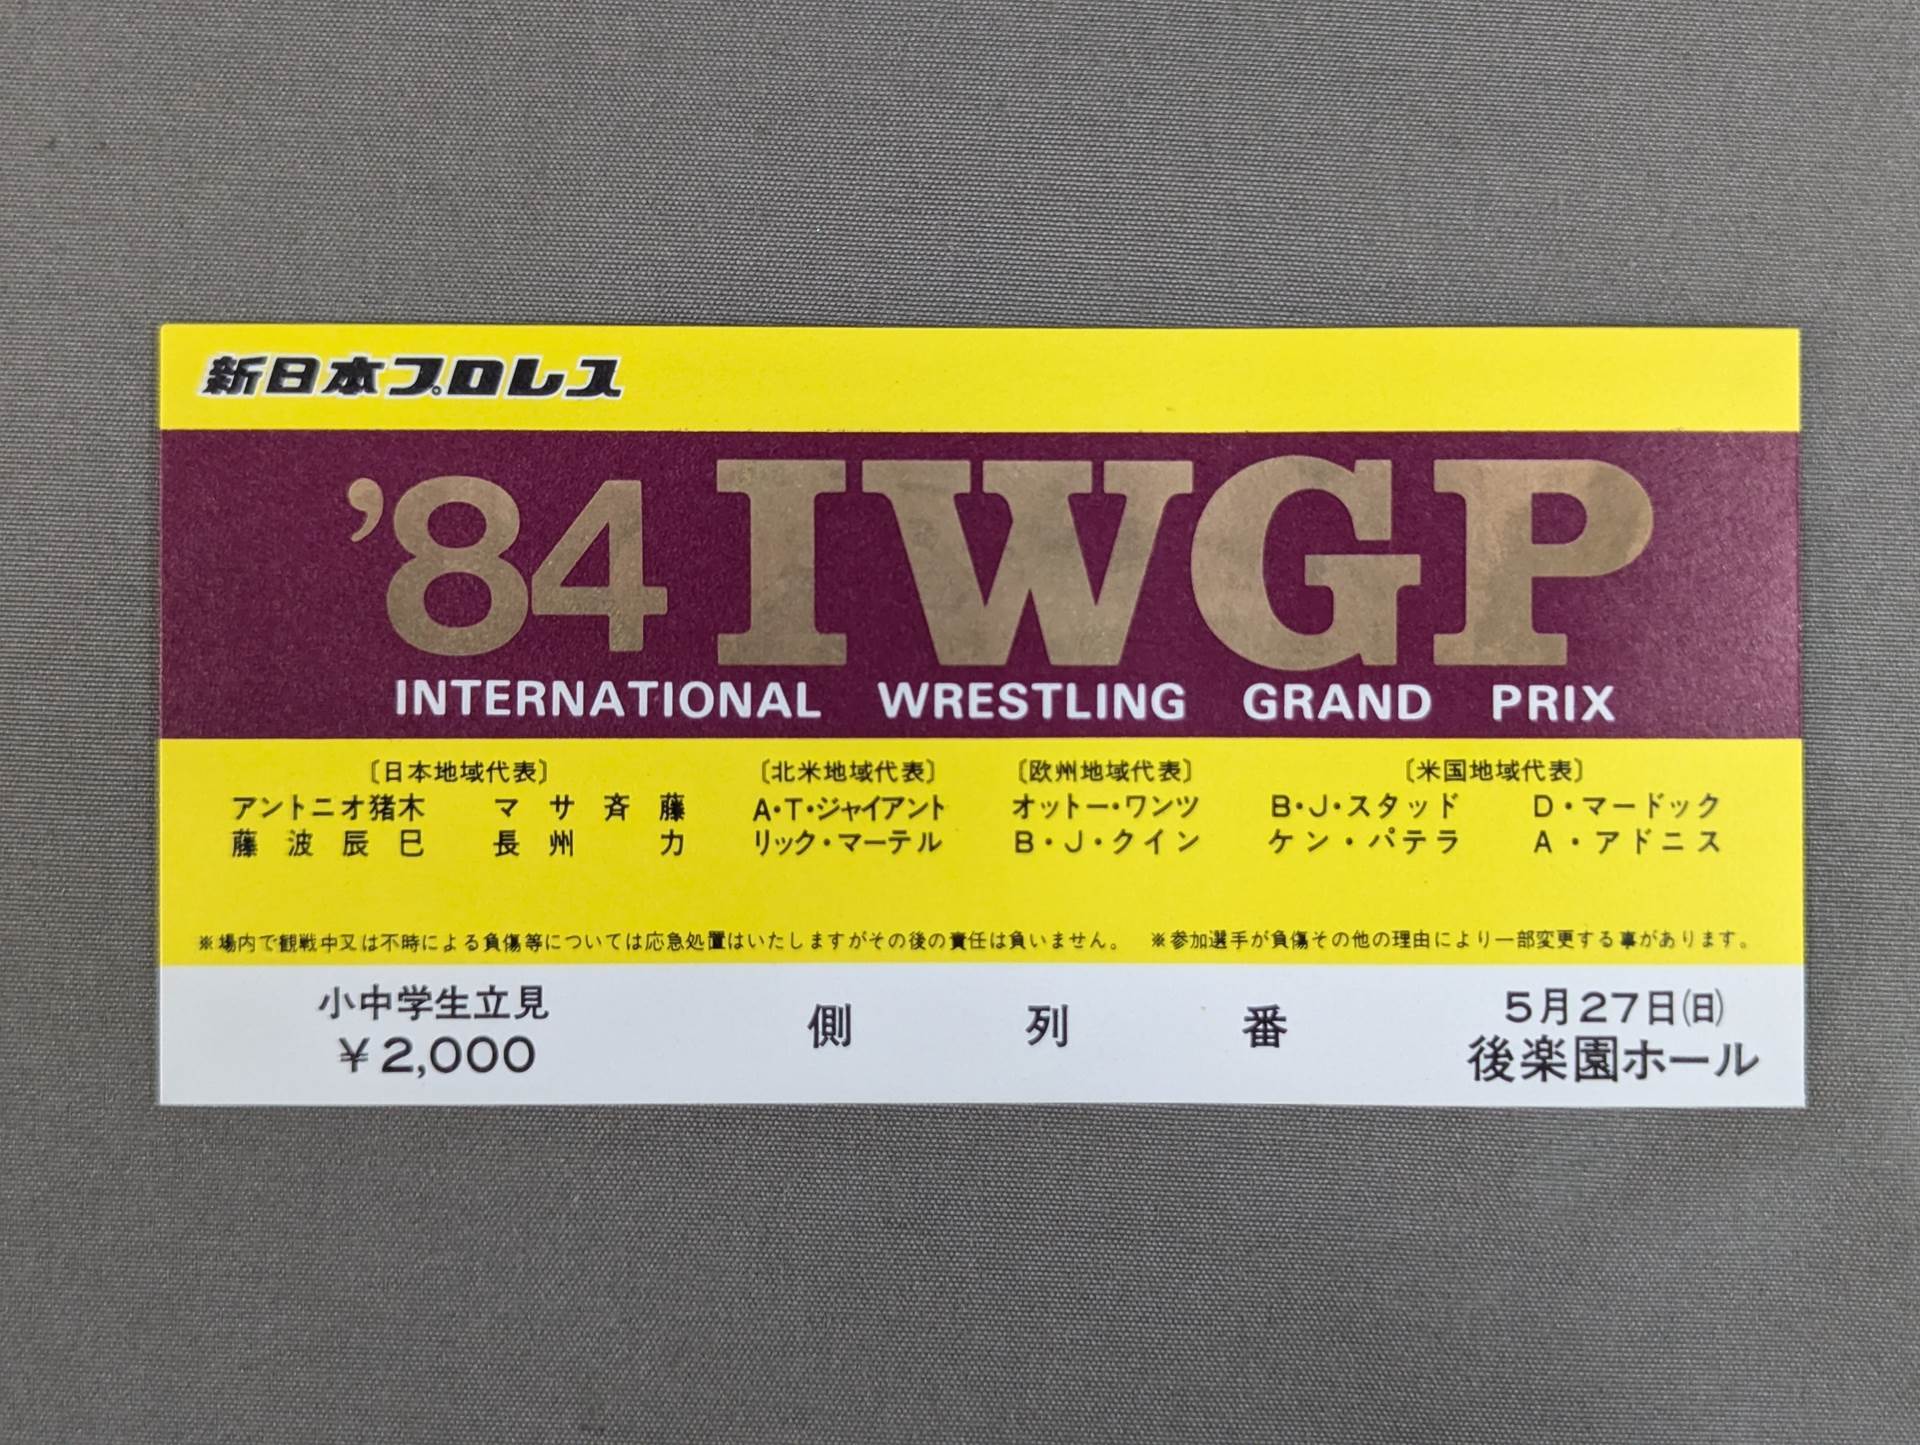 新日本プロレス
'84 IWGP
INTERNATIONAL WRESTLING GRAND PRIX
〔日本地域代表〕 〔北米地域代表〕 〔欧州地域代表〕 〔米国地域代表〕
アントニオ猪木 マサ斉藤 A・T・ジャイアント オットー・ワンツ B・J・スタッド D・マードック
藤波辰巳 長州力 リック・マーテル B・J・クイン ケン・パテラ A・アドニス
※場内で観戦中又は不時による負傷等については応急処置はいたしますがその後の責任は負いません。 ※参加選手が負傷その他の理由により一部変更する事があります。
小中学生立見
¥2,000
側 列 番
5月27日(日)
後楽園ホール